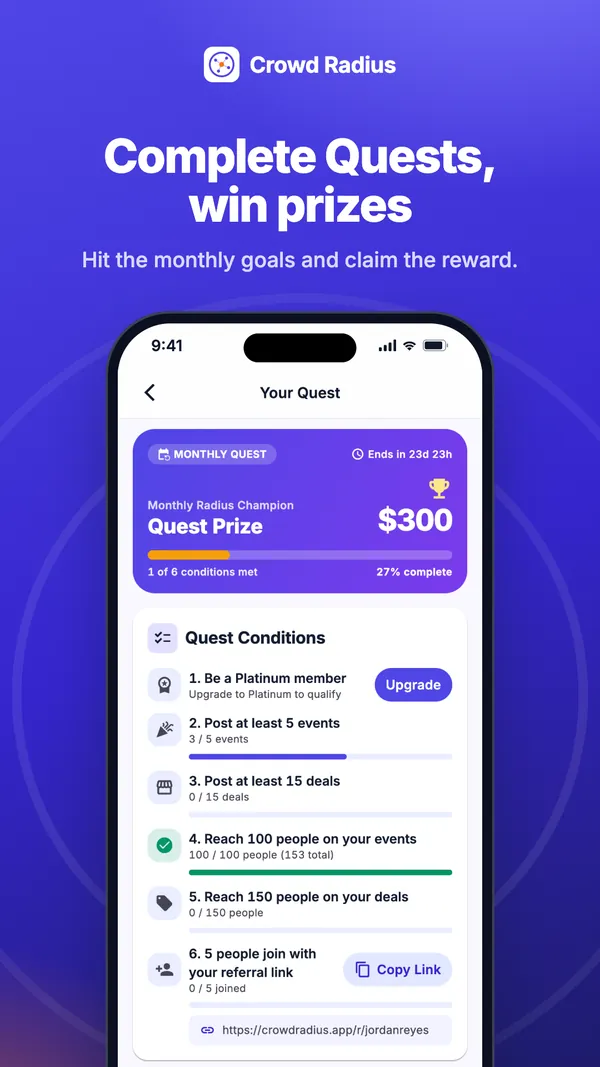 Crowd Radius
Complete Quests,
win prizes
Hit the monthly goals and claim the reward.
9:41
Your Quest
MONTHLY QUEST
Ends in 23d 23h
Monthly Radius Champion
Quest Prize
$300
1 of 6 conditions met
27% complete
Quest Conditions
1. Be a Platinum member
Upgrade to Platinum to qualify
Upgrade
2. Post at least 5 events
3 / 5 events
3. Post at least 15 deals
0 / 15 deals
4. Reach 100 people on your events
100 / 100 people (153 total)
5. Reach 150 people on your deals
0 / 150 people
6. 5 people join with
your referral link
0 / 5 joined
Copy Link
https://crowdradius.app/r/jordanreyes